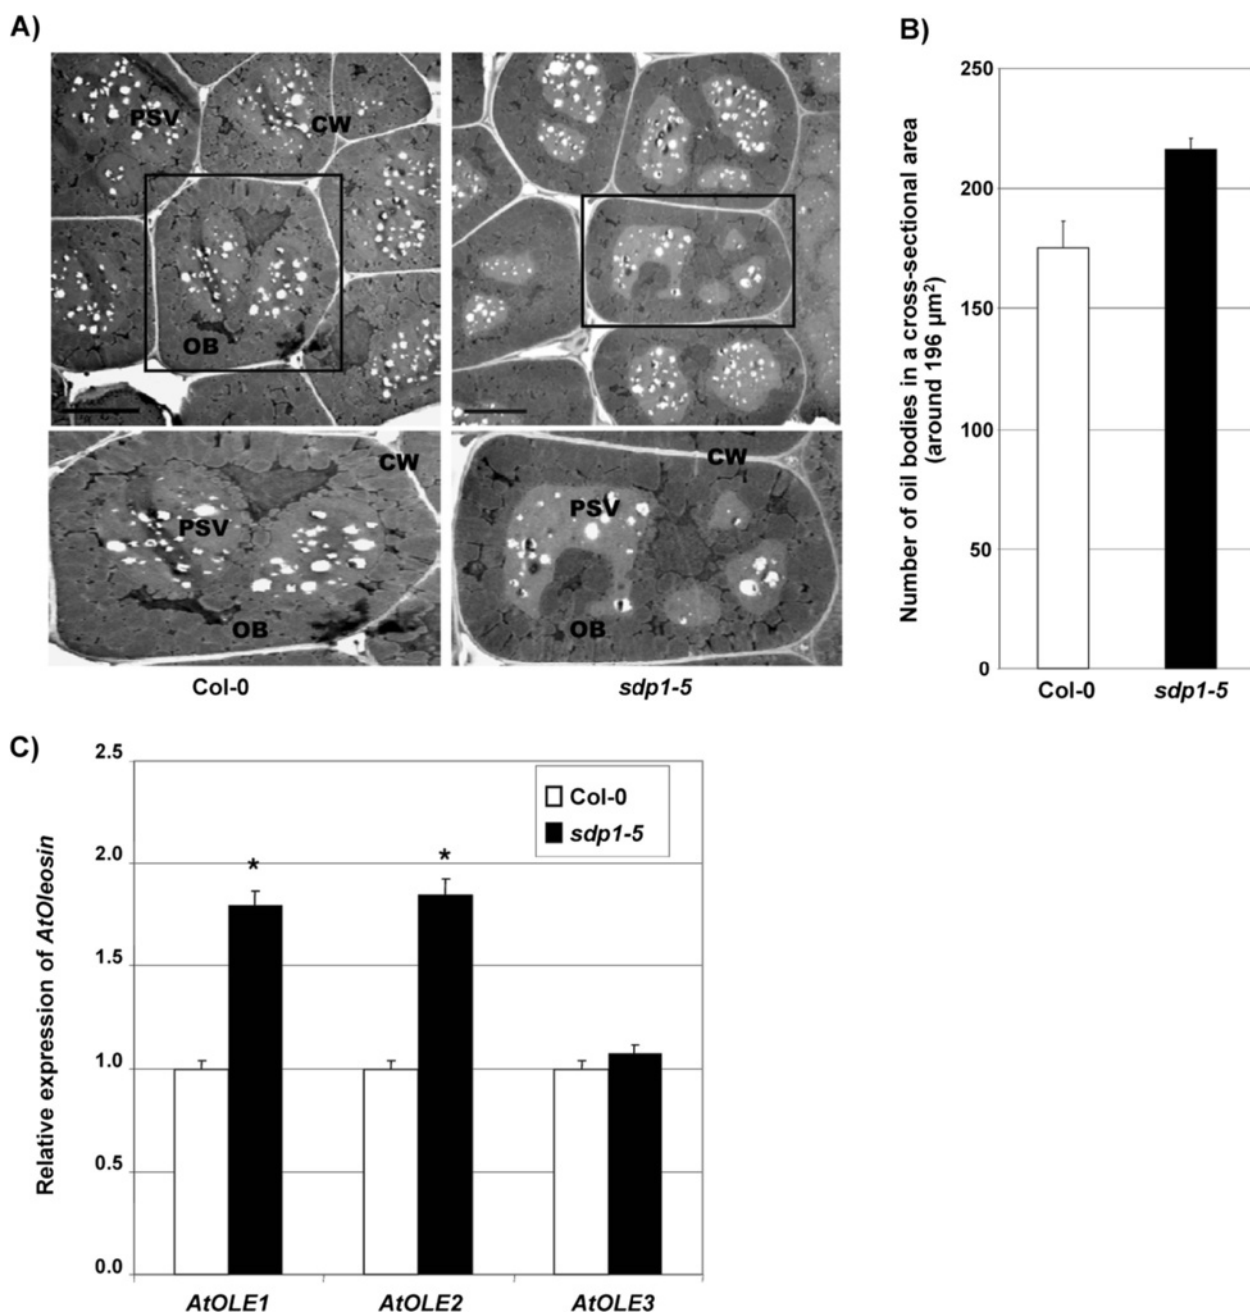 A)
PSV
CW
OB
CW
PSV
OB
CW
PSV
OB
Col-0
sdp1-5
B)
Number of oil bodies in a cross-sectional area
(around 196 µm²)
250
200
150
100
50
0
Col-0
sdp1-5
C)
Relative expression of AtOleosin
2.5
2.0
1.5
1.0
0.5
0.0
Col-0
sdp1-5
*
*
AtOLE1
AtOLE2
AtOLE3